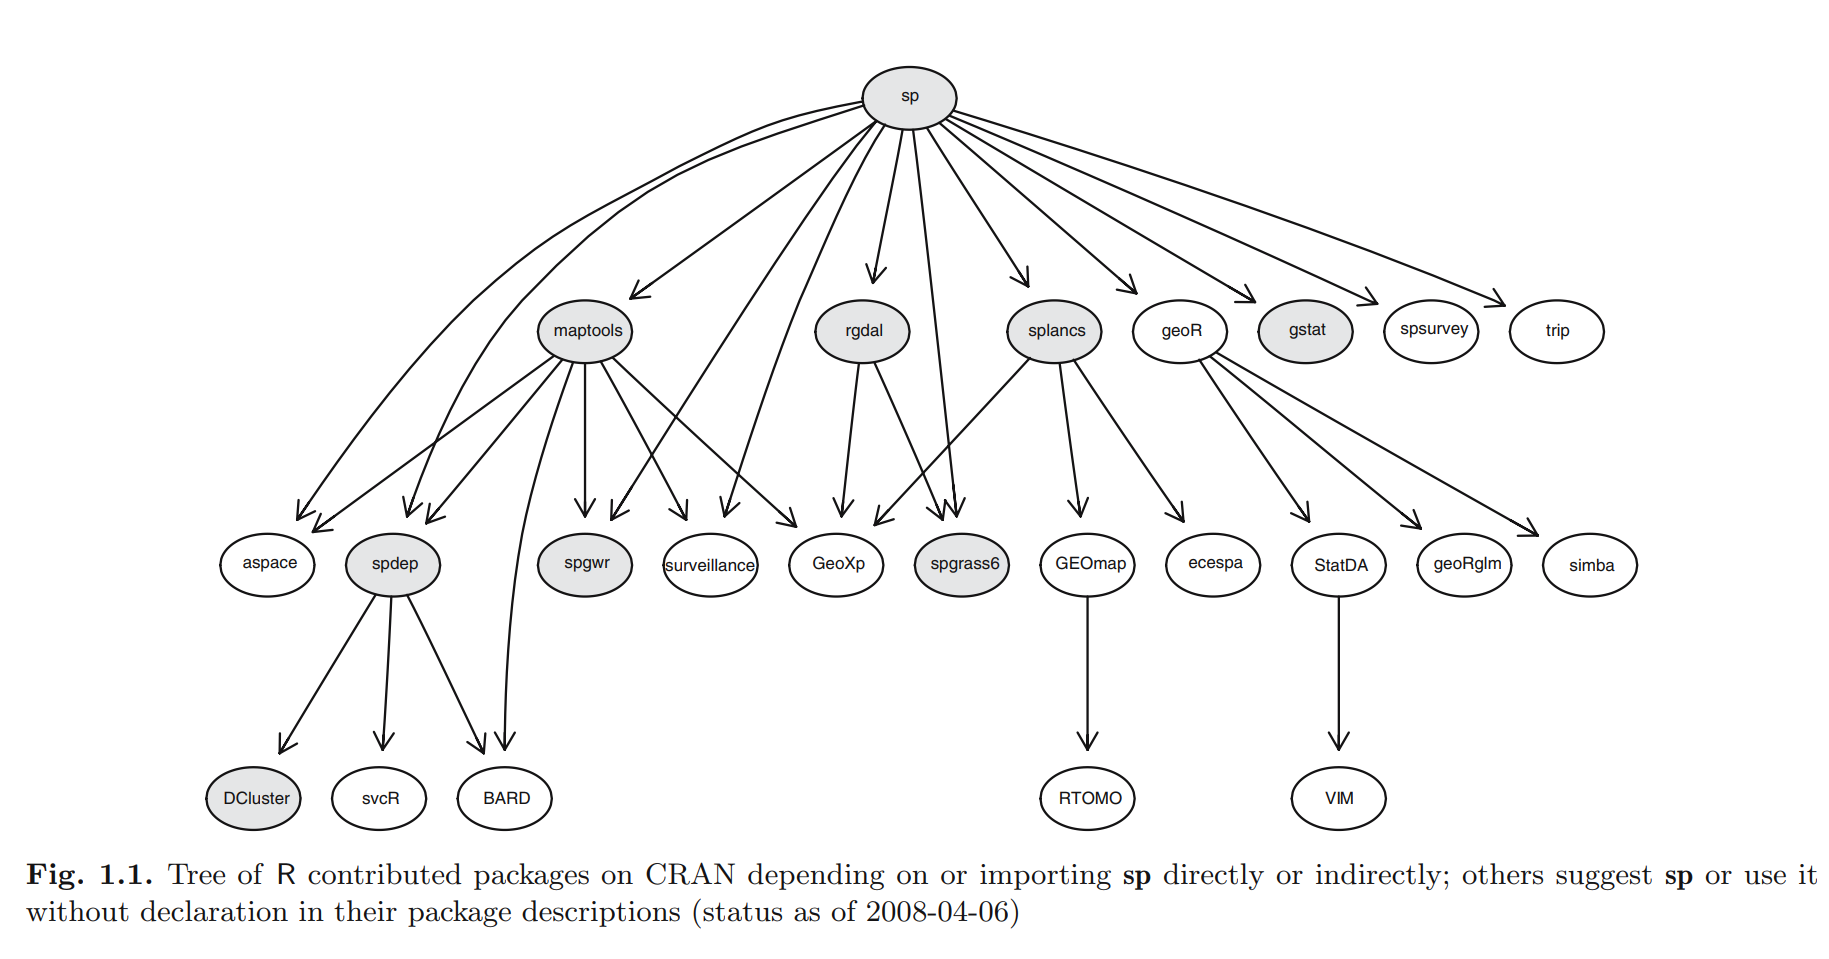 sp
maptools
rgdal
splancs
geoR
gstat
spsurvey
trip
aspace
spdep
spgwr
surveillance
GeoXp
spgrass6
GEOmap
ecespa
StatDA
geoRglm
simba
DCluster
svcR
BARD
RTOMO
VIM
Fig. 1.1. Tree of R contributed packages on CRAN depending on or importing sp directly or indirectly; others suggest sp or use it
without declaration in their package descriptions (status as of 2008-04-06)